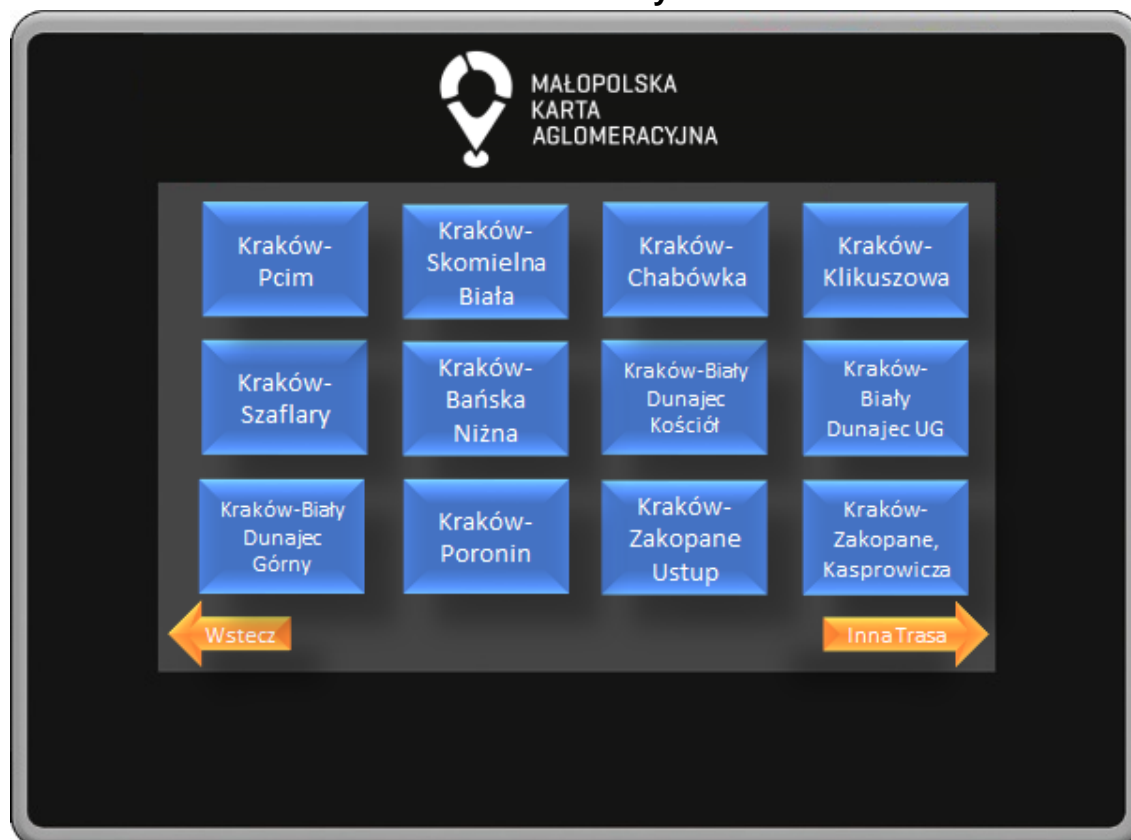 MAŁOPOLSKA
KARTA
AGLOMERACYJNA
Kraków-
Pcim
Kraków-
Skomielna
Biała
Kraków-
Chabówka
Kraków-
Klikuszowa
Kraków-
Szaflary
Kraków-
Bańska
Niżna
Kraków-Biały
Dunajec
Kościół
Kraków-
Biały
Dunajec UG
Kraków-Biały
Dunajec
Górny
Kraków-
Poronin
Kraków-
Zakopane
Ustup
Kraków-
Zakopane,
Kasprowicza
Wstecz
Inna Trasa